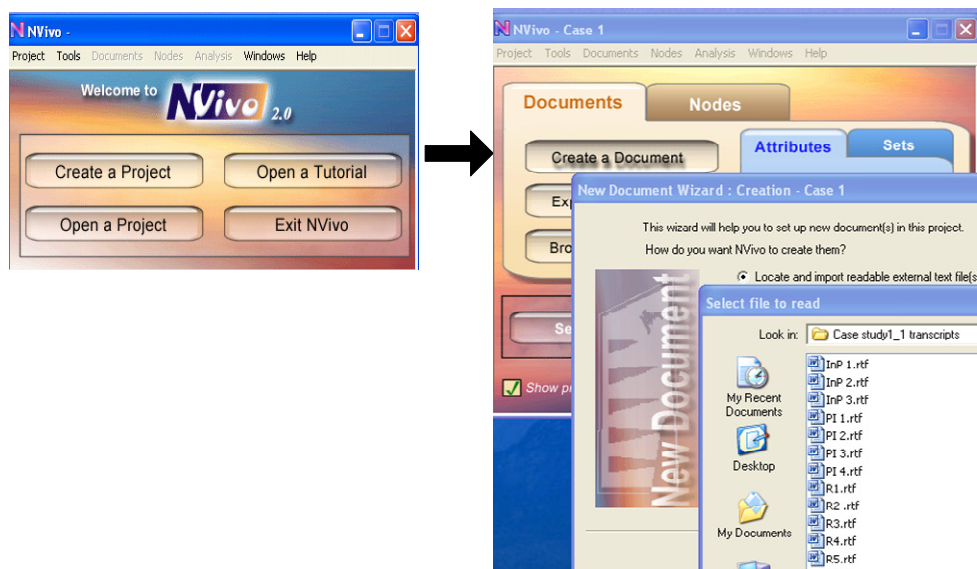 NVivo -
Project Tools Documents Nodes Analysis Windows Help
Welcome to
NVivo 2.0
Create a Project
Open a Tutorial
Open a Project
Exit NVivo
NVivo - Case 1
Project Tools Documents Nodes Analysis Windows Help
Documents
Nodes
Create a Document
Attributes
Sets
New Document Wizard : Creation - Case 1
This wizard will help you to set up new document(s) in this project.
How do you want NVivo to create them?
Locate and import readable external text file(s
New Document
Select file to read
Look in: Case study1_1 transcripts
My Recent Documents
Desktop
My Documents
InP 1.rtf
InP 2.rtf
InP 3.rtf
PI 1.rtf
PI 2.rtf
PI 3.rtf
PI 4.rtf
R1.rtf
R2 .rtf
R3.rtf
R4.rtf
R5.rtf
Bro
Se
Show pr